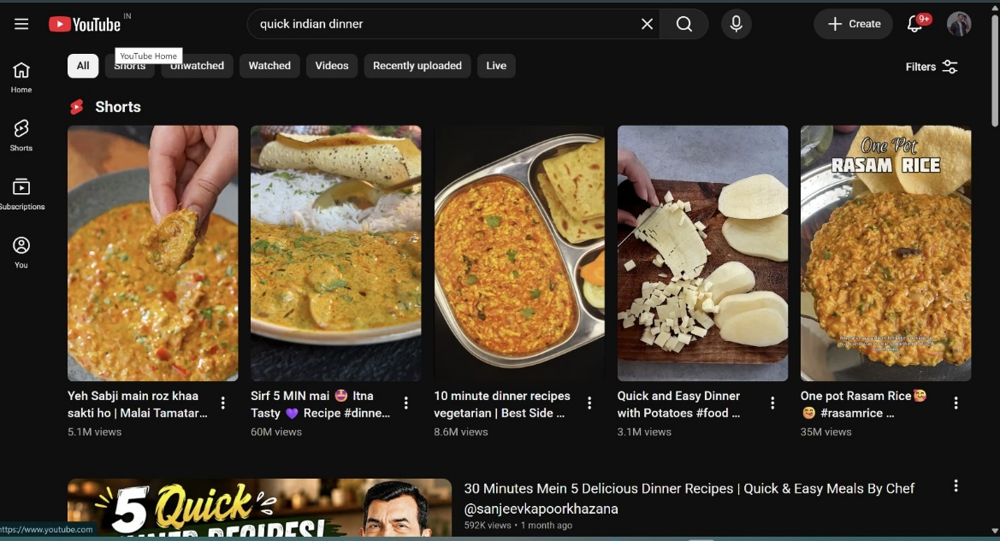 YouTube IN
quick indian dinner
Create
9+
YouTube Home
All
Shorts
Unwatched
Watched
Videos
Recently uploaded
Live
Filters
Home
Shorts
Subscriptions
You
Shorts
One Pot
RASAM RICE
Yeh Sabji main roz khaa
sakti ho | Malai Tamatar...
5.1M views
Sirf 5 MIN mai 🤩 Itna
Tasty 💜 Recipe #dinne...
60M views
10 minute dinner recipes
vegetarian | Best Side ...
8.6M views
Quick and Easy Dinner
with Potatoes #food ...
3.1M views
One pot Rasam Rice🥰
😋 #rasamrice ...
35M views
5 Quick
DINNER RECIPES!
30 Minutes Mein 5 Delicious Dinner Recipes | Quick & Easy Meals By Chef
@sanjeevkapoorkhazana
592K views • 1 month ago
https://www.youtube.com